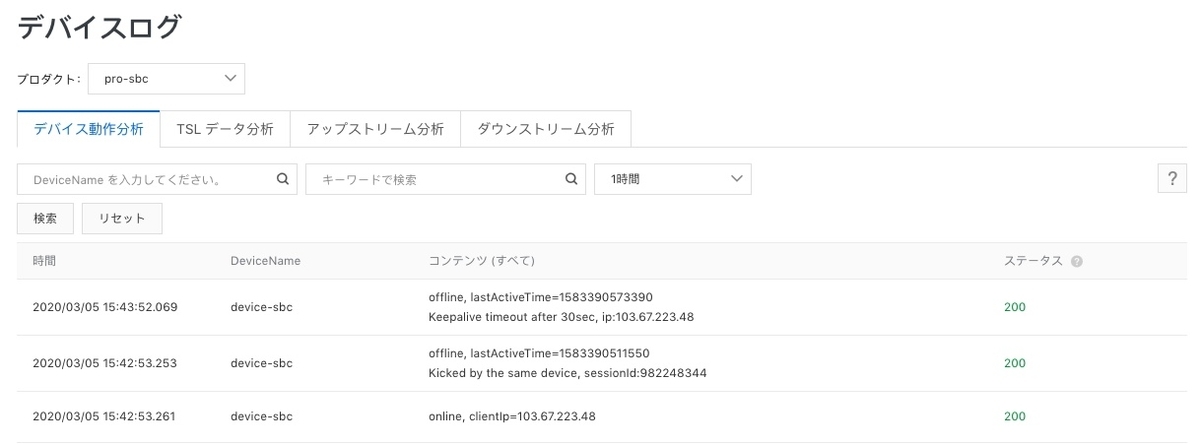 デバイスログ
プロダクト: pro-sbc
デバイス動作分析 TSL データ分析 アップストリーム分析 ダウンストリーム分析
DeviceName を入力してください。 キーワードで検索 1時間 ?
検索 リセット
時間 DeviceName コンテンツ (すべて) ステータス ?
offline, lastActiveTime=1583390573390
2020/03/05 15:43:52.069 device-sbc 200
Keepalive timeout after 30sec, ip:103.67.223.48
offline, lastActiveTime=1583390511550
2020/03/05 15:42:53.253 device-sbc 200
Kicked by the same device, sessionId:982248344
2020/03/05 15:42:53.261 device-sbc online, clientIp=103.67.223.48 200